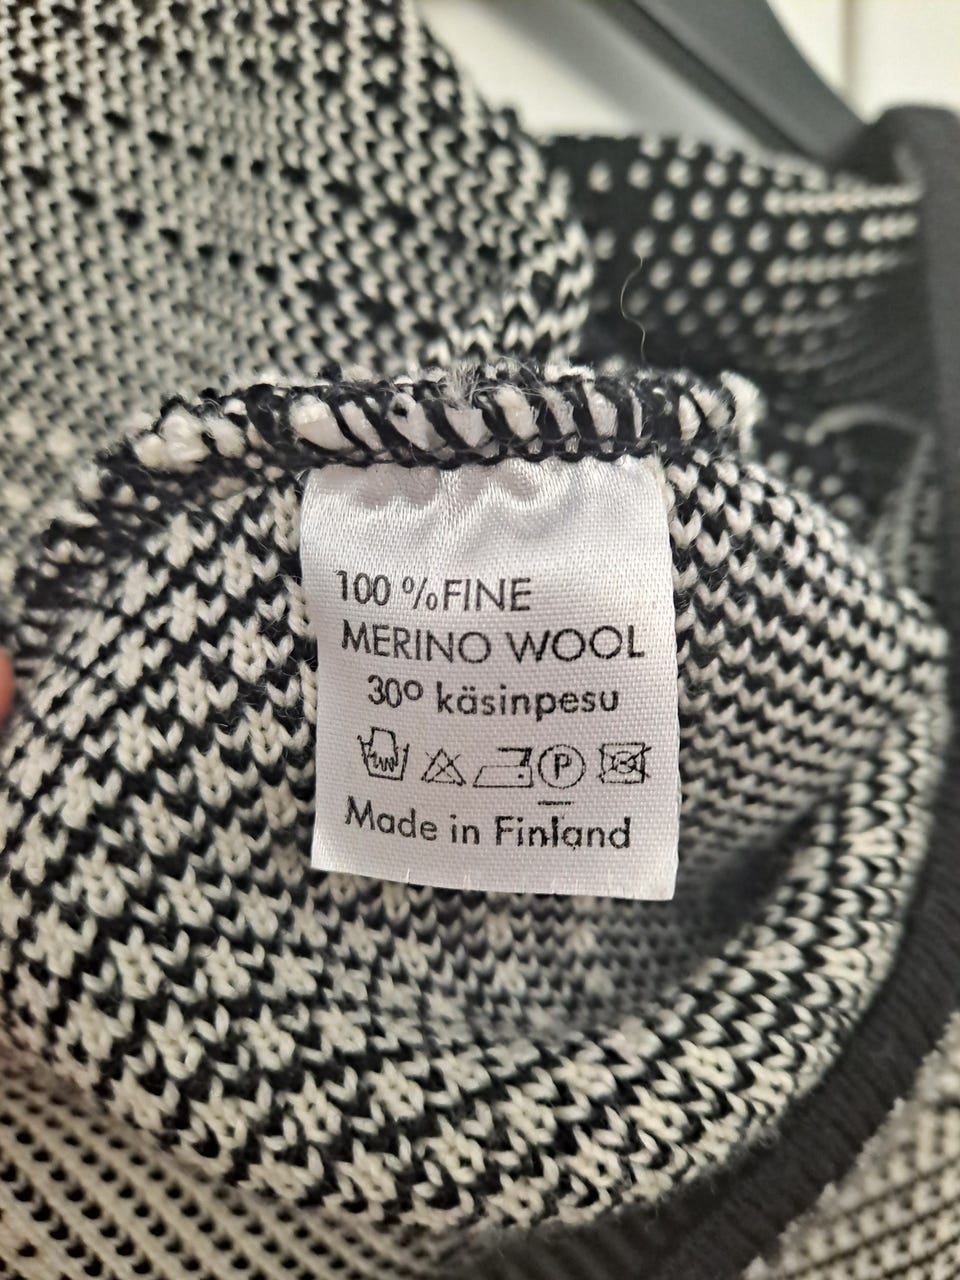 100 %FINE
MERINO WOOL
30º käsinpesu
P
Made in Finland